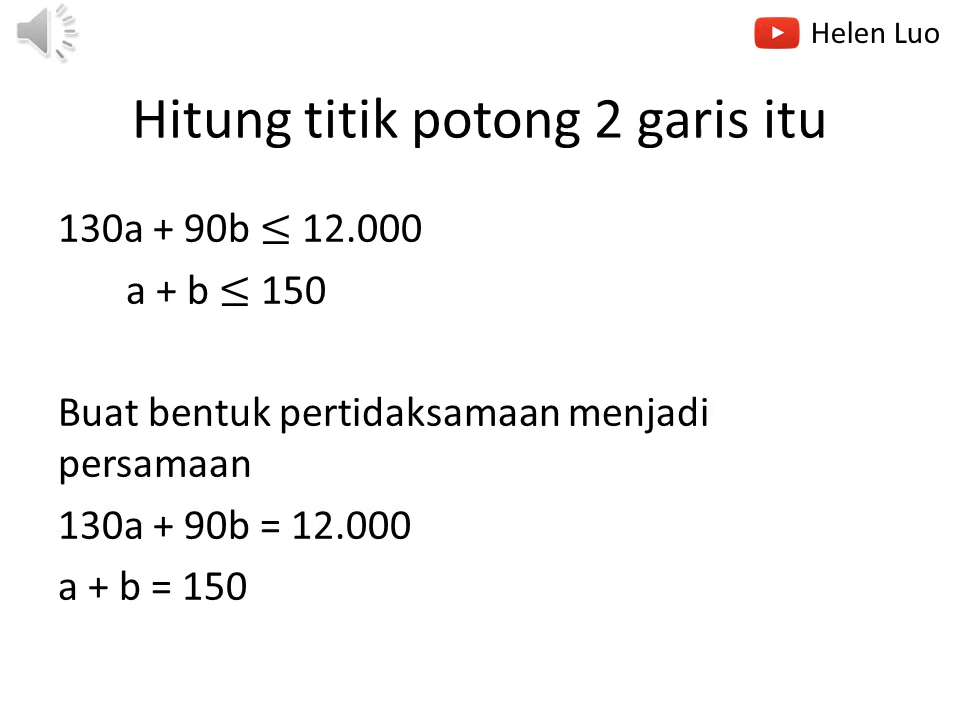 Helen Luo
Hitung titik potong 2 garis itu
130a + 90b ≤ 12.000
a + b ≤ 150
Buat bentuk pertidaksamaan menjadi
persamaan
130a + 90b = 12.000
a + b = 150